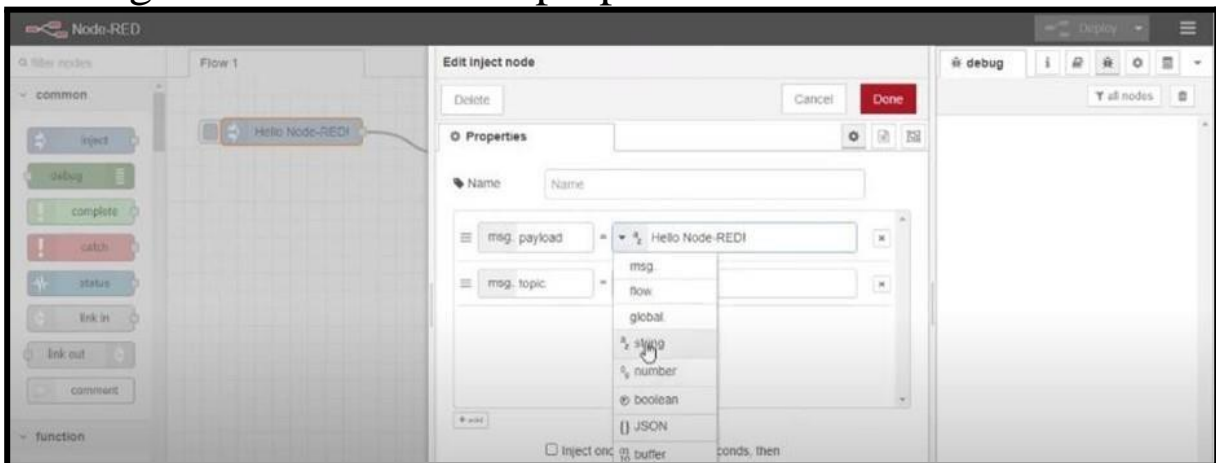 Node-RED
Deploy
filter nodes
Flow 1
Edit inject node
debug
i
all nodes
common
Delete
Cancel
Done
inject
Properties
Hello Node-RED!
debug
Name
Name
complete
msg. payload
=
Hello Node-RED!
catch
msg.
msg. topic
=
flow.
status
global.
link in
string
link out
number
comment
boolean
+ add
{} JSON
function
Inject once
buffer
conds, then